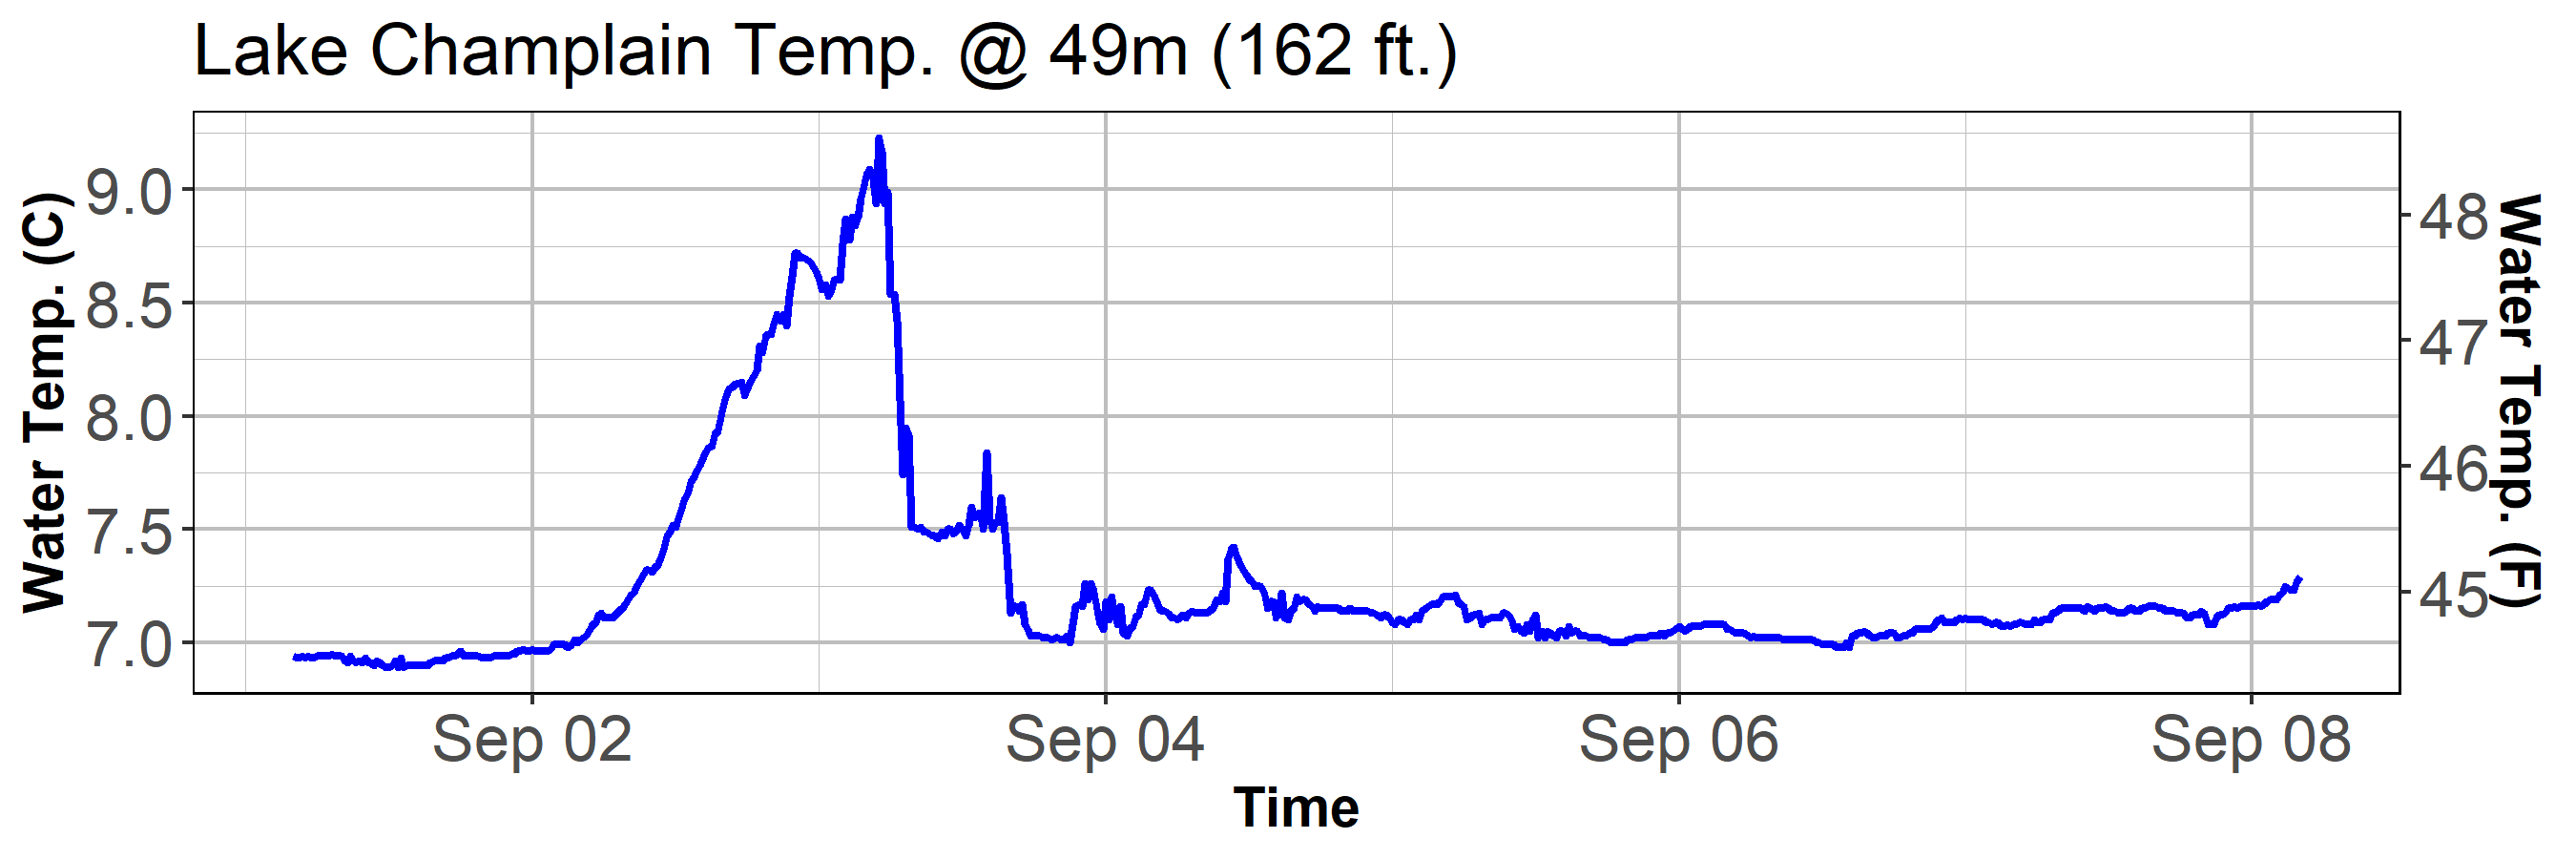 Lake Champlain Temp. @ 49m (162 ft.)
Water Temp. (C)
9.0
8.5
8.0
7.5
7.0
48
47
46
45
Water Temp. (F)
Sep 02
Sep 04
Sep 06
Sep 08
Time